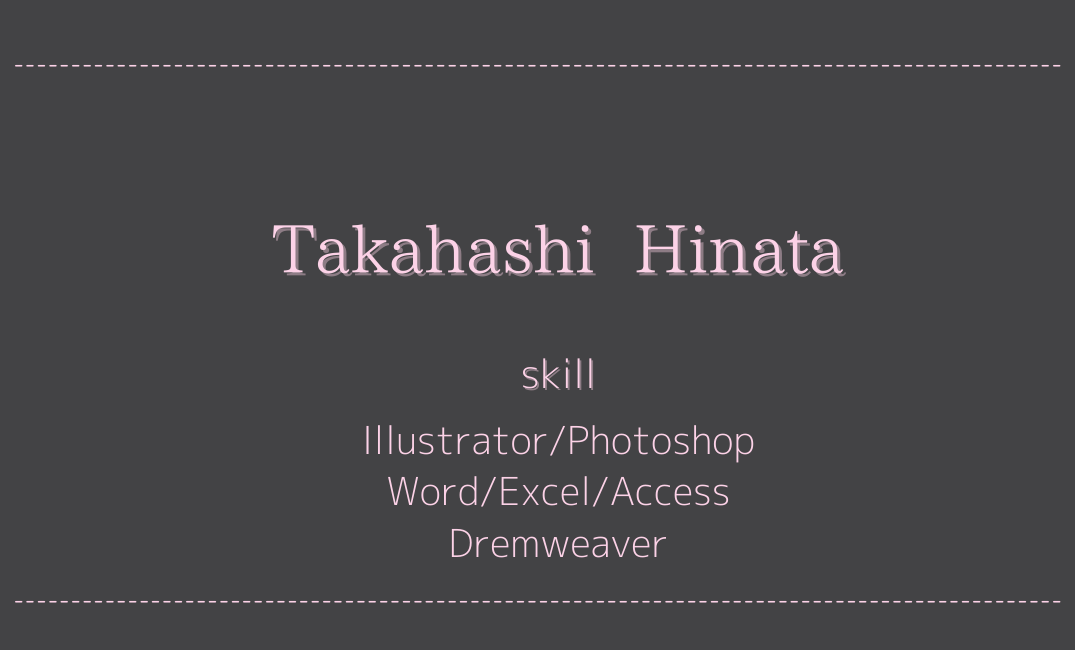 Takahashi Hinata
skill
Illustrator/Photoshop
Word/Excel/Access
Dremweaver